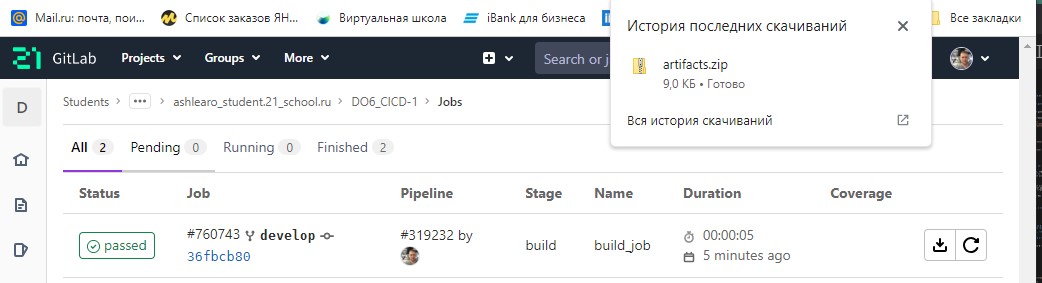 Mail.ru: почта, пои...
Список заказов ЯН...
Виртуальная школа
iBank для бизнеса
Все закладки
История последних скачиваний
artifacts.zip
9,0 КБ • Готово
Вся история скачиваний
21 GitLab
Projects
Groups
More
Search or j
D
Students > ... > ashlearo_student.21_school.ru > DO6_CICD-1 > Jobs
All 2 Pending 0 Running 0 Finished 2
Status Job Pipeline Stage Name Duration Coverage
passed #760743 develop #319232 by build build_job 00:00:05
36fbcb80 5 minutes ago